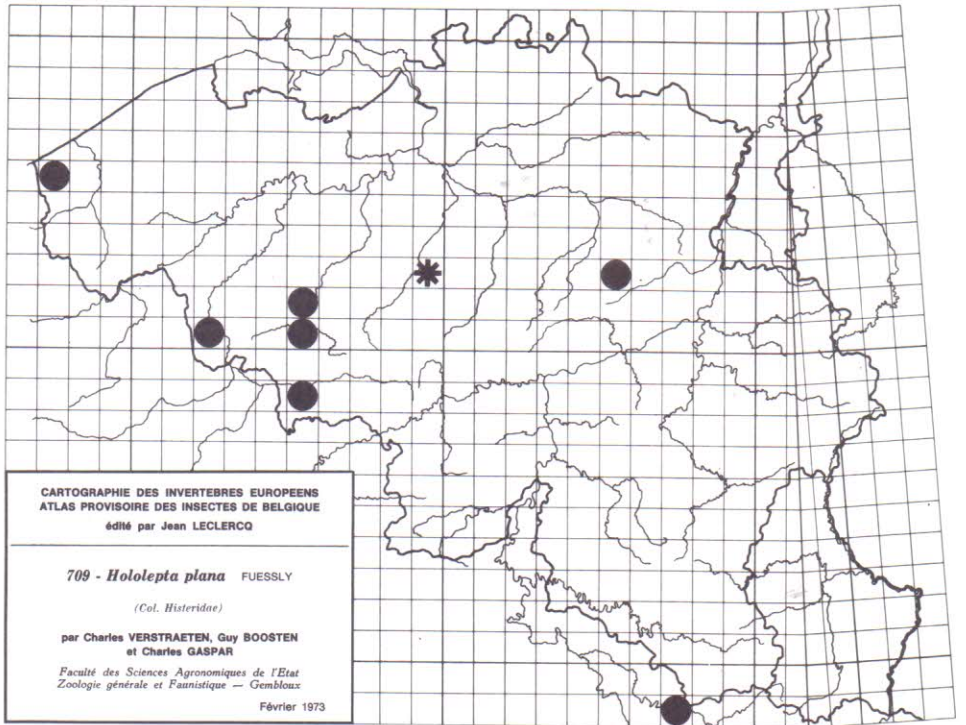 CARTOGRAPHIE DES INVERTEBRES EUROPEENS
ATLAS PROVISOIRE DES INSECTES DE BELGIQUE
édité par Jean LECLERCQ
709 - Hololepta plana FUESSLY
(Col. Histeridae)
par Charles VERSTRAETEN, Guy BOOSTEN
et Charles GASPAR
Faculté des Sciences Agronomiques de l'Etat
Zoologie générale et Faunistique — Gembloux
Février 1973